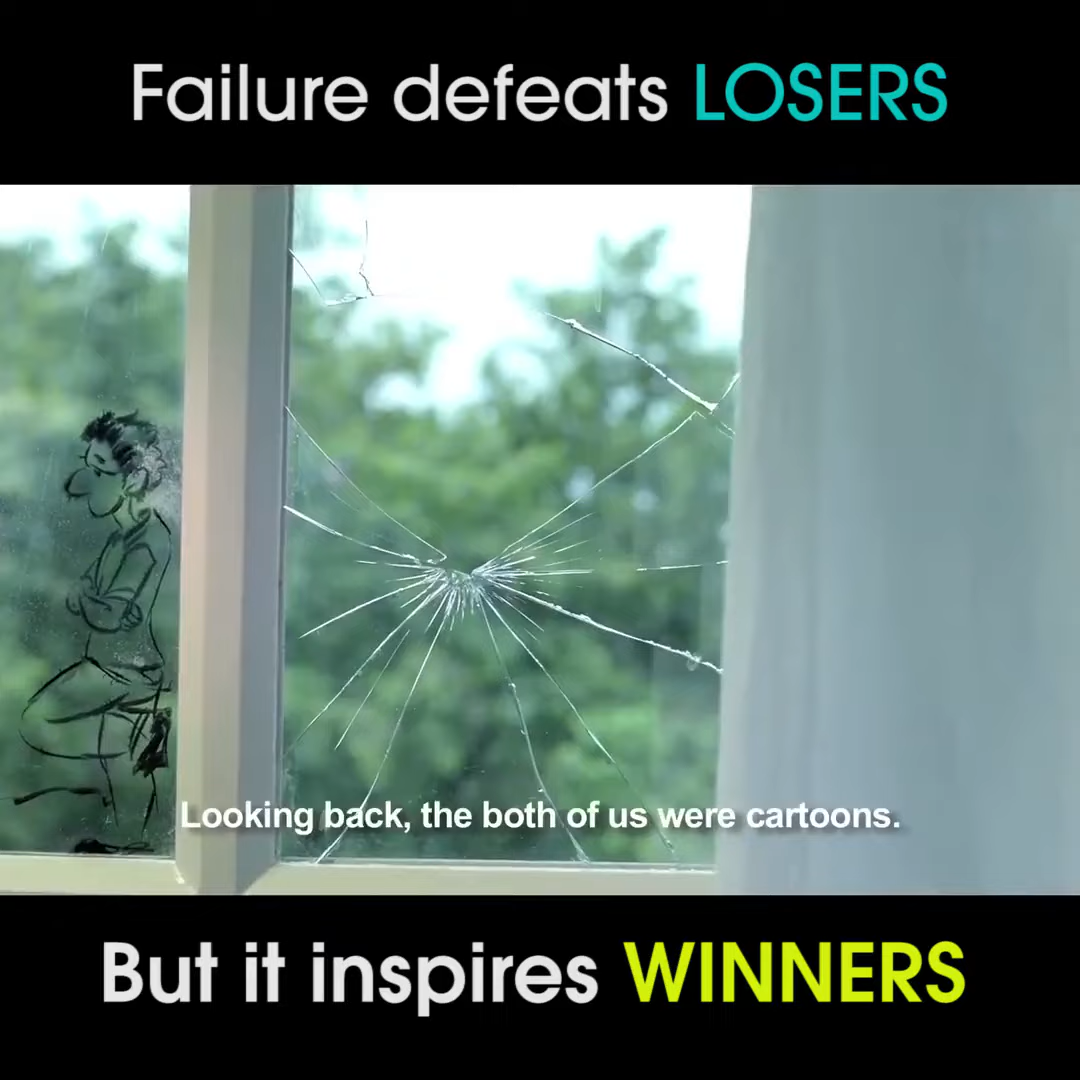 Failure defeats LOSERS
Looking back, the both of us were cartoons.
But it inspires WINNERS